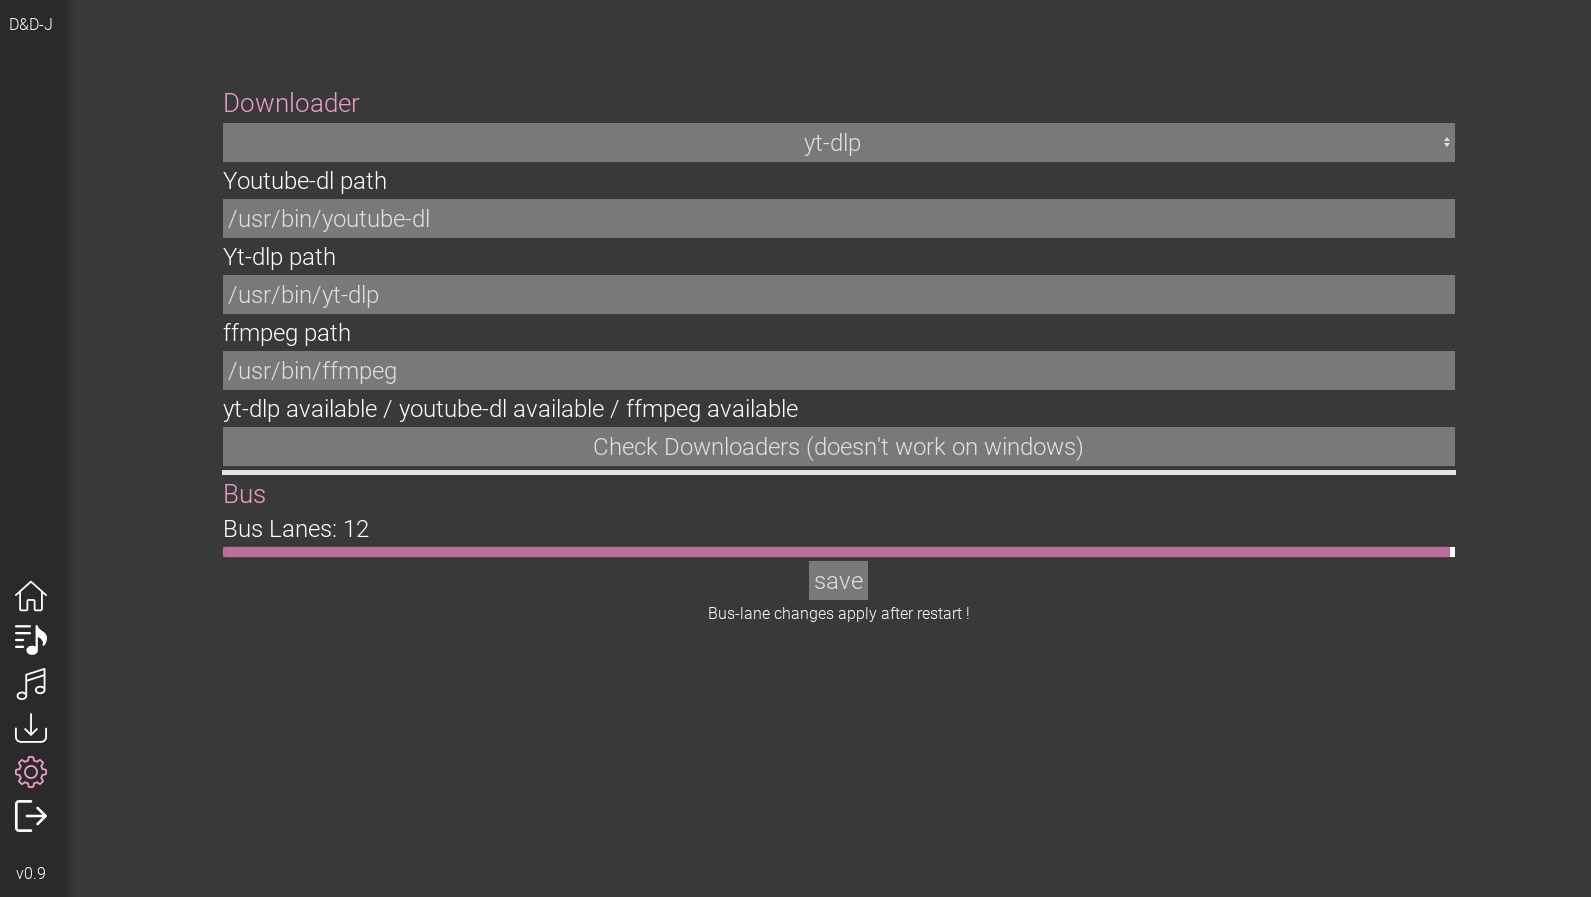 D&D-J
Downloader
yt-dlp
Youtube-dl path
/usr/bin/youtube-dl
Yt-dlp path
/usr/bin/yt-dlp
ffmpeg path
/usr/bin/ffmpeg
yt-dlp available / youtube-dl available / ffmpeg available
Check Downloaders (doesn't work on windows)
Bus
Bus Lanes: 12
save
Bus-lane changes apply after restart !
v0.9